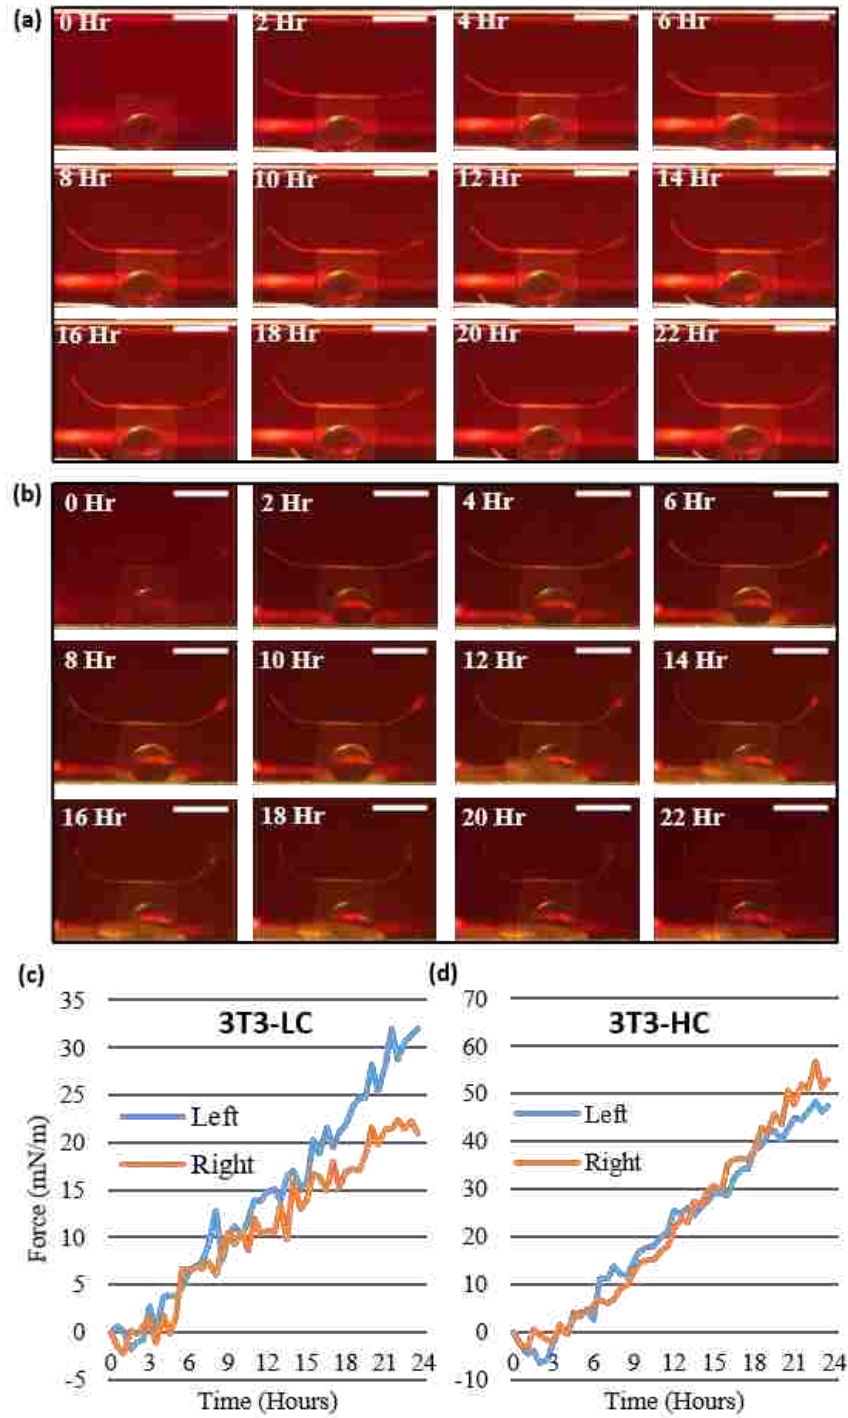 (a)
0 Hr 2 Hr 4 Hr 6 Hr
8 Hr 10 Hr 12 Hr 14 Hr
16 Hr 18 Hr 20 Hr 22 Hr
(b)
0 Hr 2 Hr 4 Hr 6 Hr
8 Hr 10 Hr 12 Hr 14 Hr
16 Hr 18 Hr 20 Hr 22 Hr
(c)
3T3-LC
35
30
25
20
15
10
5
0
-5
Force (mN/m)
Left
Right
0 3 6 9 12 15 18 21 24
Time (Hours)
(d)
3T3-HC
70
60
50
40
30
20
10
0
-10
Left
Right
0 3 6 9 12 15 18 21 24
Time (Hours)